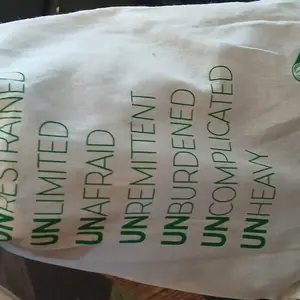 UNRESTRAINED
UNLIMITED
UNAFRAID
UNREMITTENT
UNBURDENED
UNCOMPLICATED
UNHEAVY